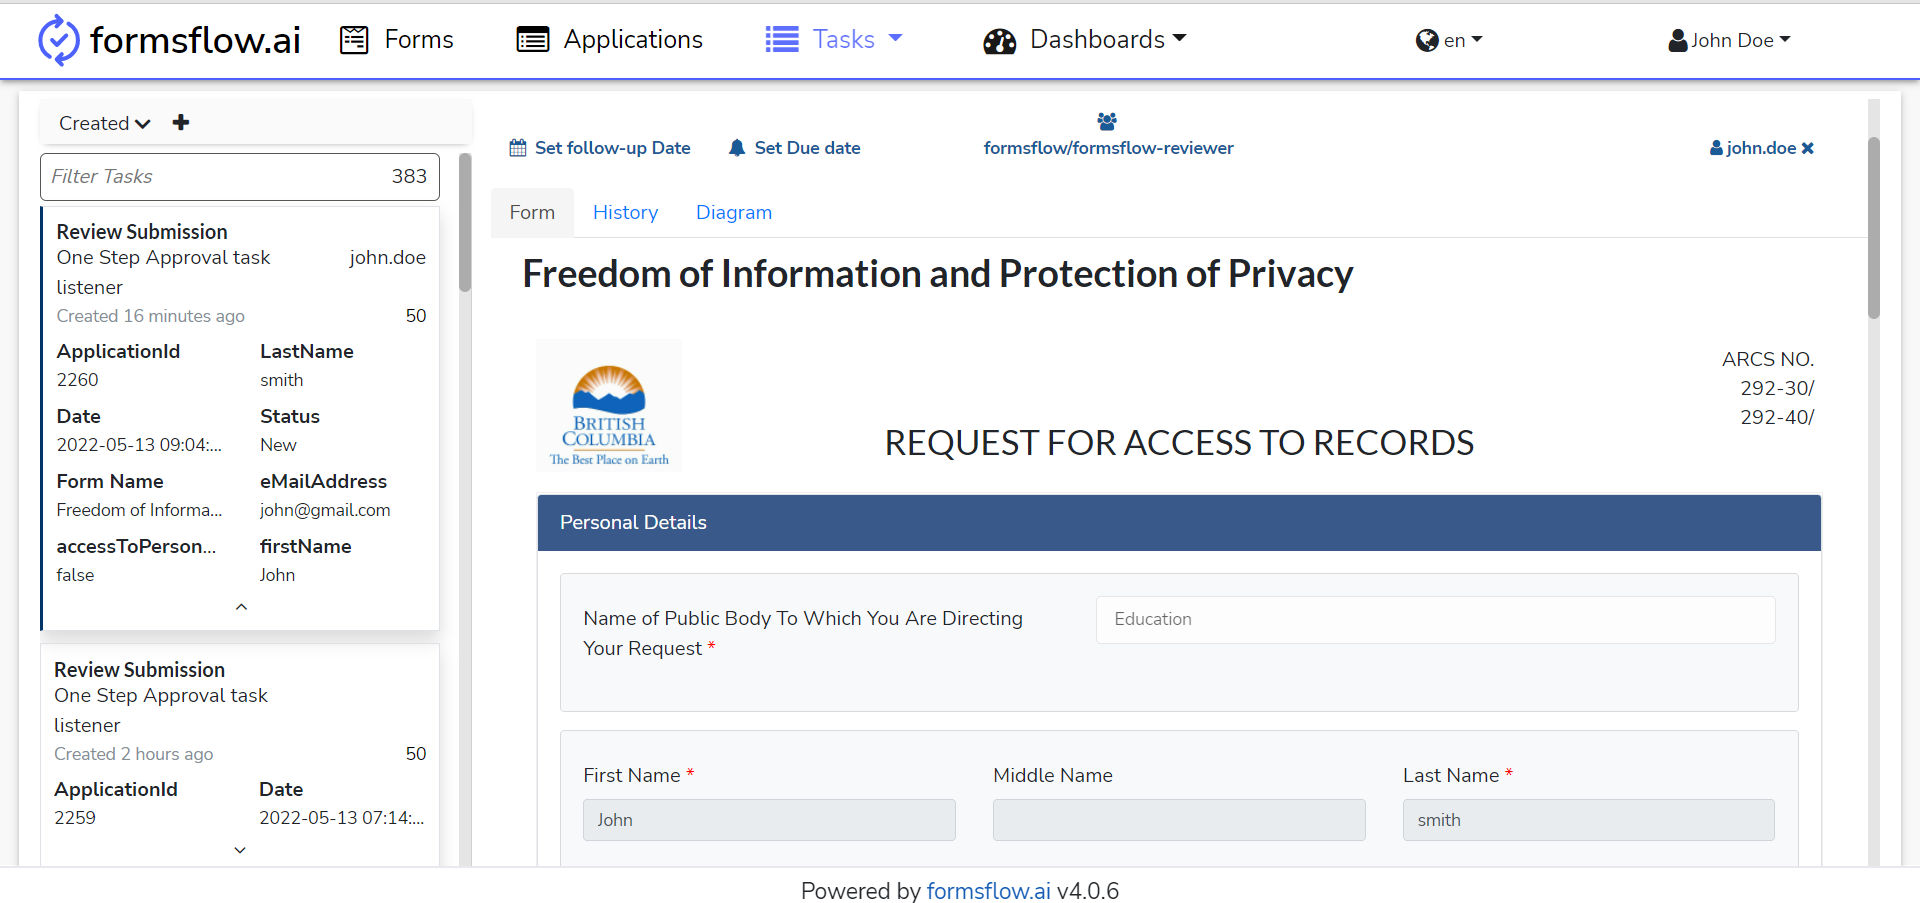 formsflow.ai Forms Applications Tasks Dashboards en John Doe
Created
Filter Tasks 383
Review Submission
One Step Approval task john.doe
listener
Created 16 minutes ago 50
ApplicationId LastName
2260 smith
Date Status
2022-05-13 09:04:... New
Form Name eMailAddress
Freedom of Informa... john@gmail.com
accessToPerson... firstName
false John
Review Submission
One Step Approval task
listener
Created 2 hours ago 50
ApplicationId Date
2259 2022-05-13 07:14:...
Set follow-up Date Set Due date formsflow/formsflow-reviewer john.doe
Form History Diagram
Freedom of Information and Protection of Privacy
BRITISH
COLUMBIA
The Best Place on Earth
ARCS NO.
292-30/
292-40/
REQUEST FOR ACCESS TO RECORDS
Personal Details
Name of Public Body To Which You Are Directing
Your Request *
Education
First Name * Middle Name Last Name *
John smith
Powered by formsflow.ai v4.0.6